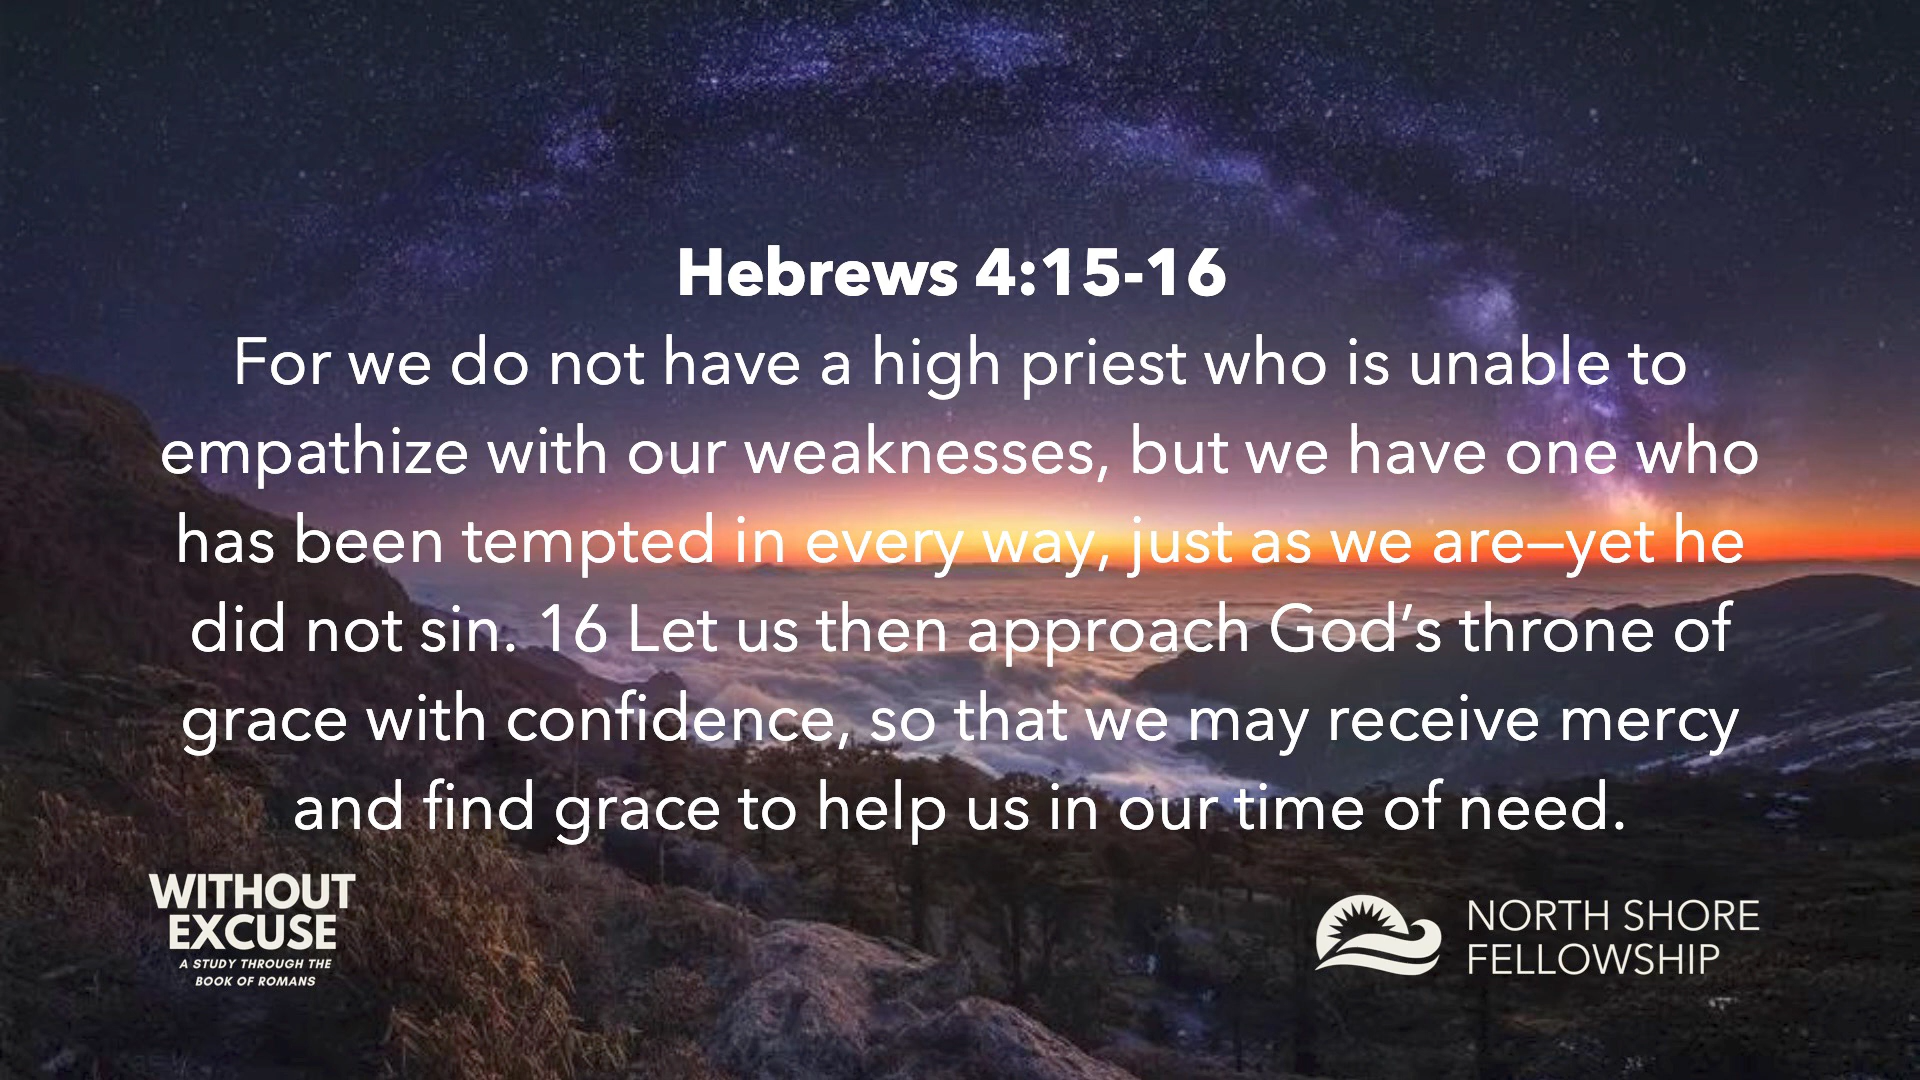 Hebrews 4:15-16
For we do not have a high priest who is unable to
empathize with our weaknesses, but we have one who
has been tempted in every way, just as we are—yet he
did not sin. 16 Let us then approach God’s throne of
grace with confidence, so that we may receive mercy
and find grace to help us in our time of need.
WITHOUT
EXCUSE
A STUDY THROUGH THE
BOOK OF ROMANS
NORTH SHORE
FELLOWSHIP